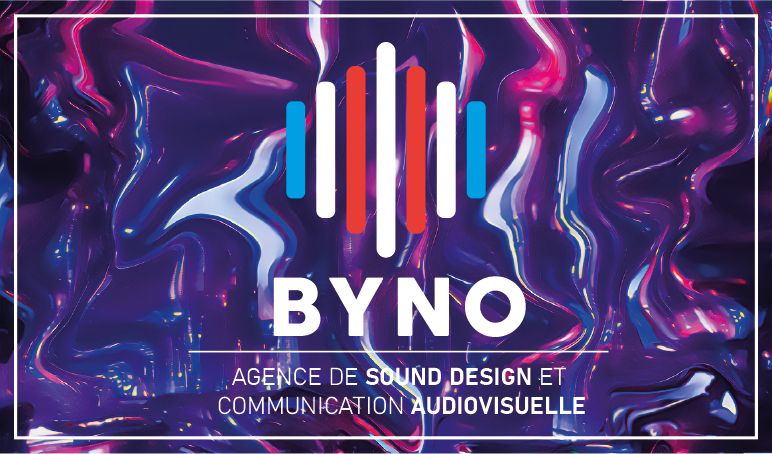 BYNO
AGENCE DE SOUND DESIGN ET
COMMUNICATION AUDIOVISUELLE